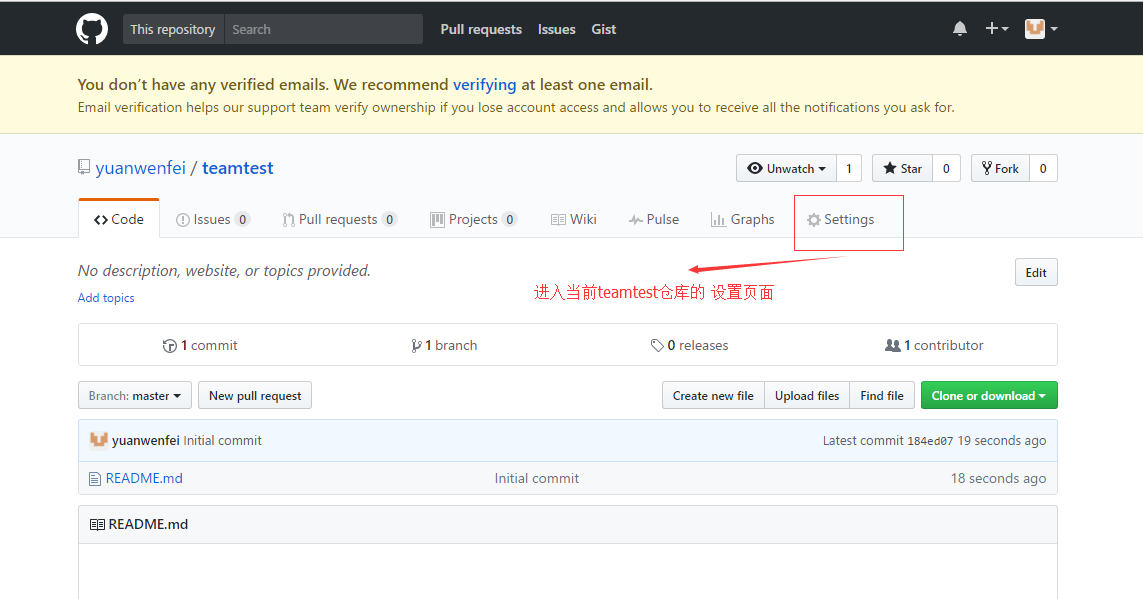 This repository Search Pull requests Issues Gist
You don’t have any verified emails. We recommend verifying at least one email.
Email verification helps our support team verify ownership if you lose account access and allows you to receive all the notifications you ask for.
yuanwenfei / teamtest Unwatch 1 Star 0 Fork 0
Code Issues 0 Pull requests 0 Projects 0 Wiki Pulse Graphs Settings
No description, website, or topics provided. Edit
进入当前teamtest仓库的 设置页面
Add topics
1 commit 1 branch 0 releases 1 contributor
Branch: master New pull request Create new file Upload files Find file Clone or download
yuanwenfei Initial commit Latest commit 184ed07 19 seconds ago
README.md Initial commit 18 seconds ago
README.md